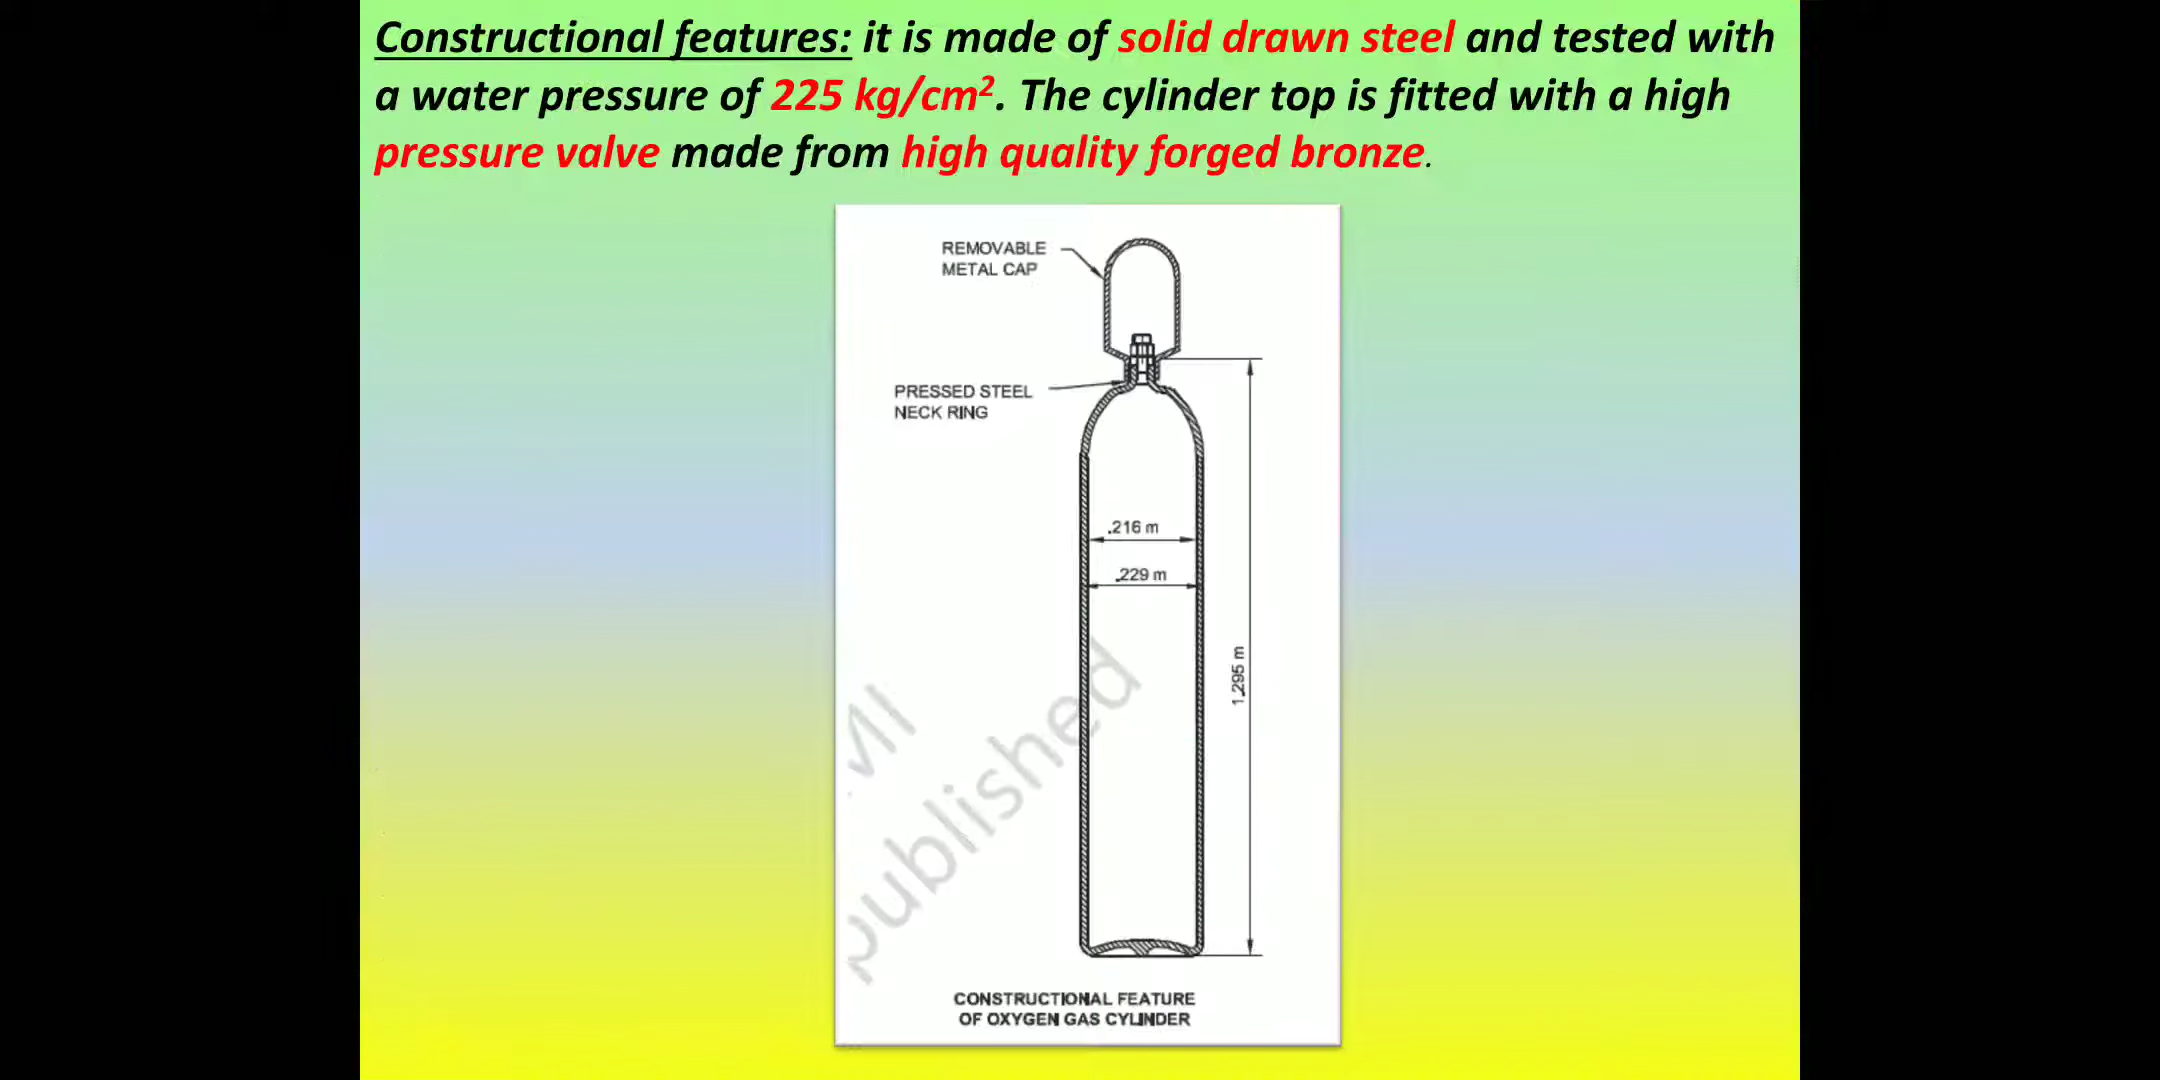 Constructional features: it is made of solid drawn steel and tested with
a water pressure of 225 kg/cm². The cylinder top is fitted with a high
pressure valve made from high quality forged bronze.
REMOVABLE
METAL CAP
PRESSED STEEL
NECK RING
.216 m
.229 m
1.295 m
MI
published
CONSTRUCTIONAL FEATURE
OF OXYGEN GAS CYLINDER